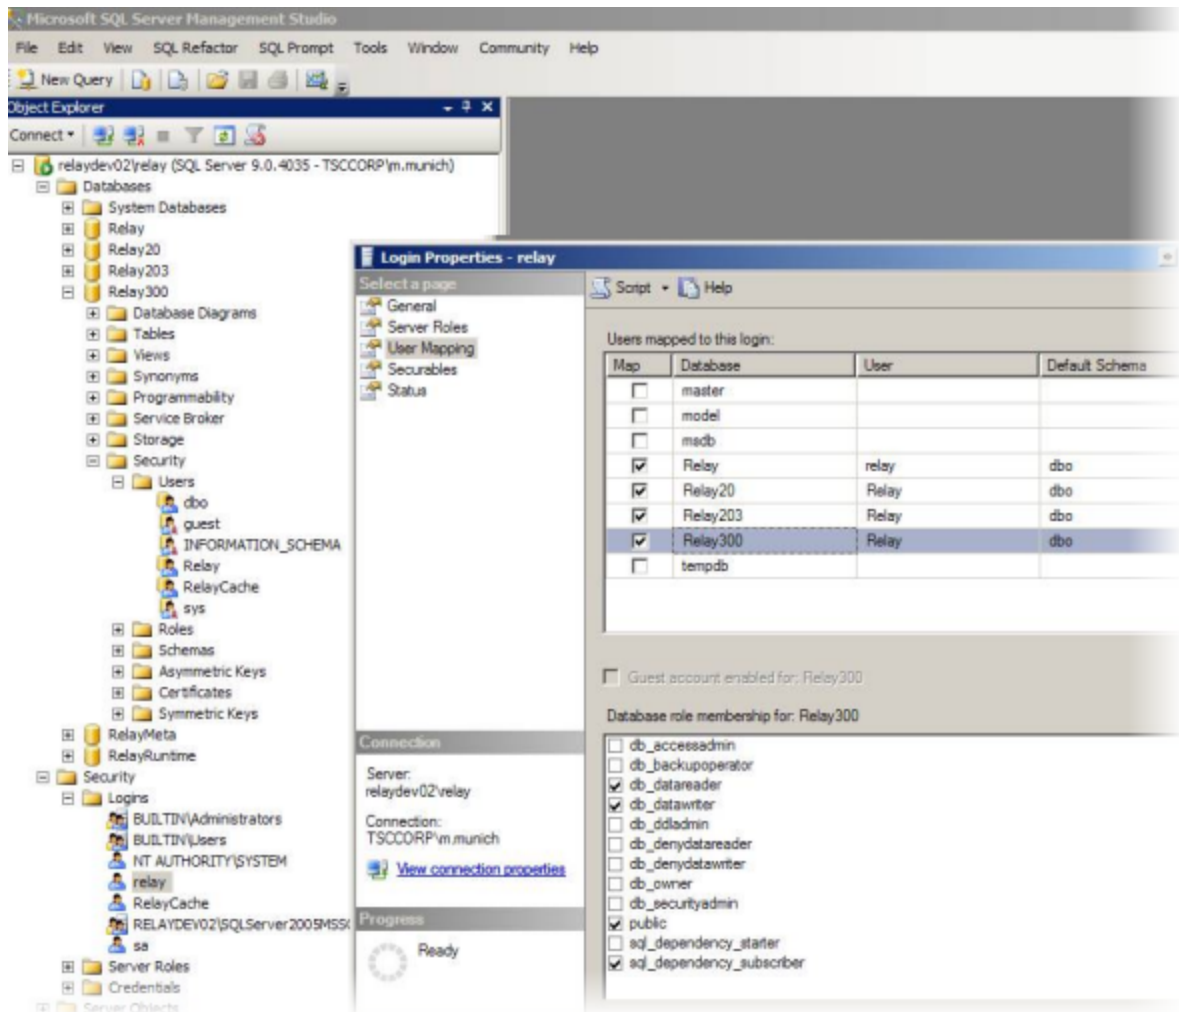 Microsoft SQL Server Management Studio
File Edit View SQL Refactor SQL Prompt Tools Window Community Help
New Query
Object Explorer
Connect
relaydev02\relay (SQL Server 9.0.4035 - TSCCORP\m.munich)
Databases
System Databases
Relay
Relay20
Relay203
Relay300
Database Diagrams
Tables
Views
Synonyms
Programmability
Service Broker
Storage
Security
Users
dbo
guest
INFORMATION_SCHEMA
Relay
RelayCache
sys
Roles
Schemas
Asymmetric Keys
Certificates
Symmetric Keys
RelayMeta
RelayRuntime
Security
Logins
BUILTIN\Administrators
BUILTIN\Users
NT AUTHORITY\SYSTEM
relay
RelayCache
RELAYDEV02\SQLServer2005MSSQ
sa
Server Roles
Credentials
Server Objects
Login Properties - relay
Select a page
General
Server Roles
User Mapping
Securables
Status
Connection
Server:
relaydev02\relay
Connection:
TSCCORP\m.munich
View connection properties
Progress
Ready
Script Help
Users mapped to this login:
Map Database User Default Schema
master
model
msdb
Relay relay dbo
Relay20 Relay dbo
Relay203 Relay dbo
Relay300 Relay dbo
tempdb
Guest account enabled for: Relay300
Database role membership for: Relay300
db_accessadmin
db_backupoperator
db_datareader
db_datawriter
db_ddladmin
db_denydatareader
db_denydatawriter
db_owner
db_securityadmin
public
sql_dependency_starter
sql_dependency_subscriber